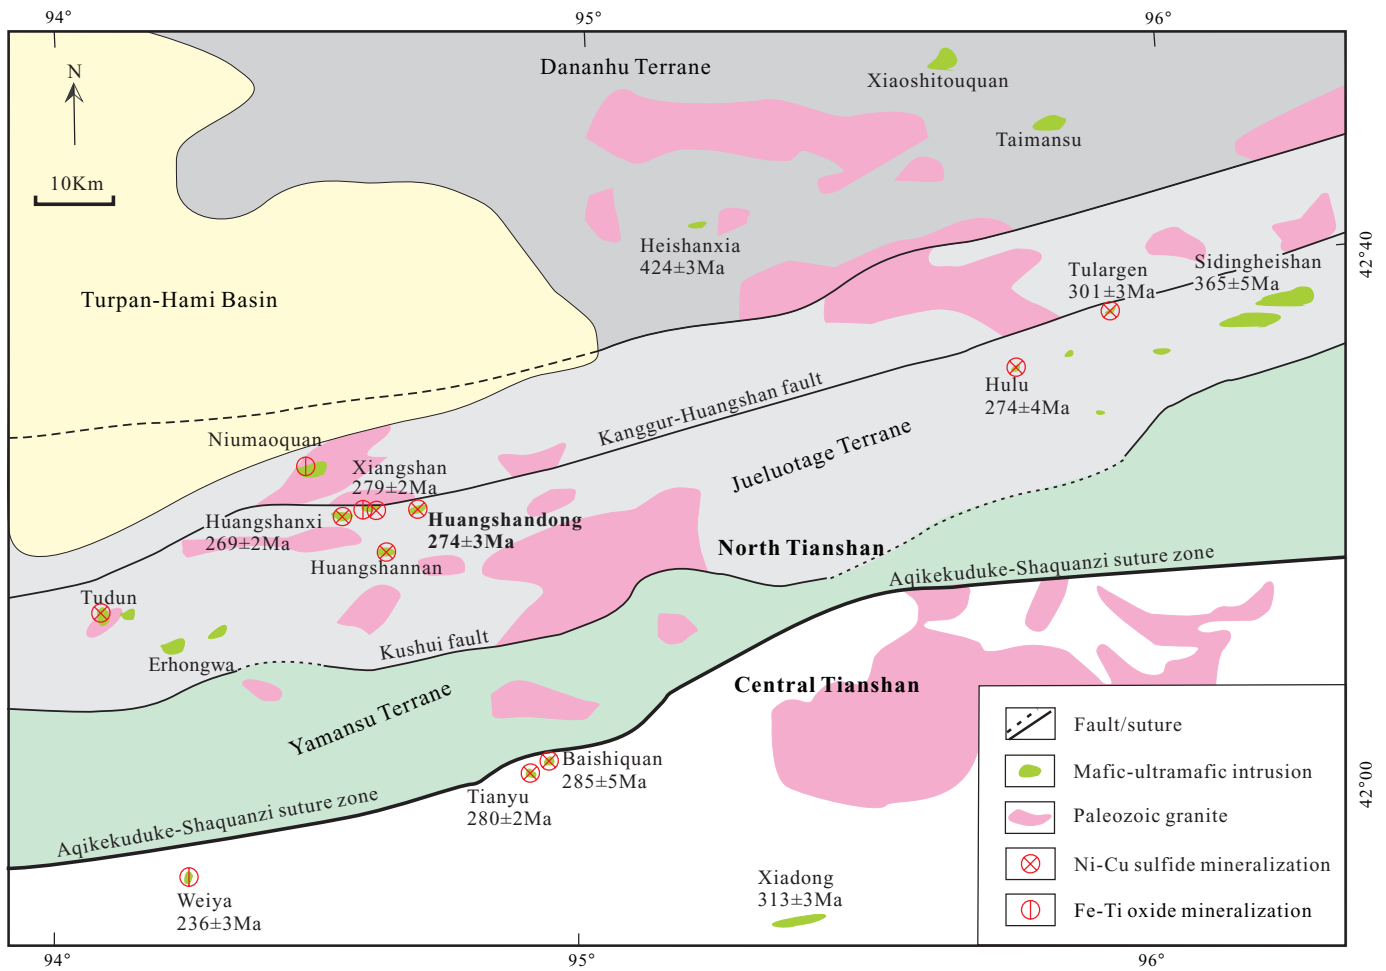 94°
95°
96°
N
10Km
Dananhu Terrane
Xiaoshitouquan
Taimansu
Heishanxia
424±3Ma
42°40
Turpan-Hami Basin
Tulargen
301±3Ma
Sidingheishan
365±5Ma
Hulu
274±4Ma
Kanggur-Huangshan fault
Jueluotage Terrane
Niumaoquan
Xiangshan
279±2Ma
Huangshanxi
269±2Ma
Huangshandong
274±3Ma
Huangshannan
North Tianshan
Aqikekuduke-Shaquanzi suture zone
Tudun
Erhongwa
Kushui fault
Yamansu Terrane
Central Tianshan
Baishiquan
285±5Ma
Tianyu
280±2Ma
42°00
Aqikekuduke-Shaquanzi suture zone
Weiya
236±3Ma
Xiadong
313±3Ma
Fault/suture
Mafic-ultramafic intrusion
Paleozoic granite
Ni-Cu sulfide mineralization
Fe-Ti oxide mineralization
94°
95°
96°